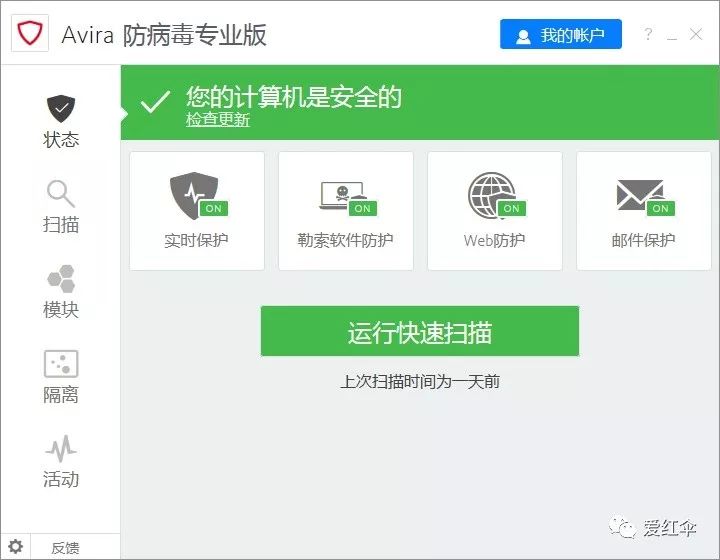 Avira 防病毒专业版
我的帐户
?
您的计算机是安全的
检查更新
状态
扫描
模块
隔离
活动
ON
实时保护
ON
勒索软件防护
ON
Web防护
ON
邮件保护
运行快速扫描
上次扫描时间为一天前
爱红伞
反馈